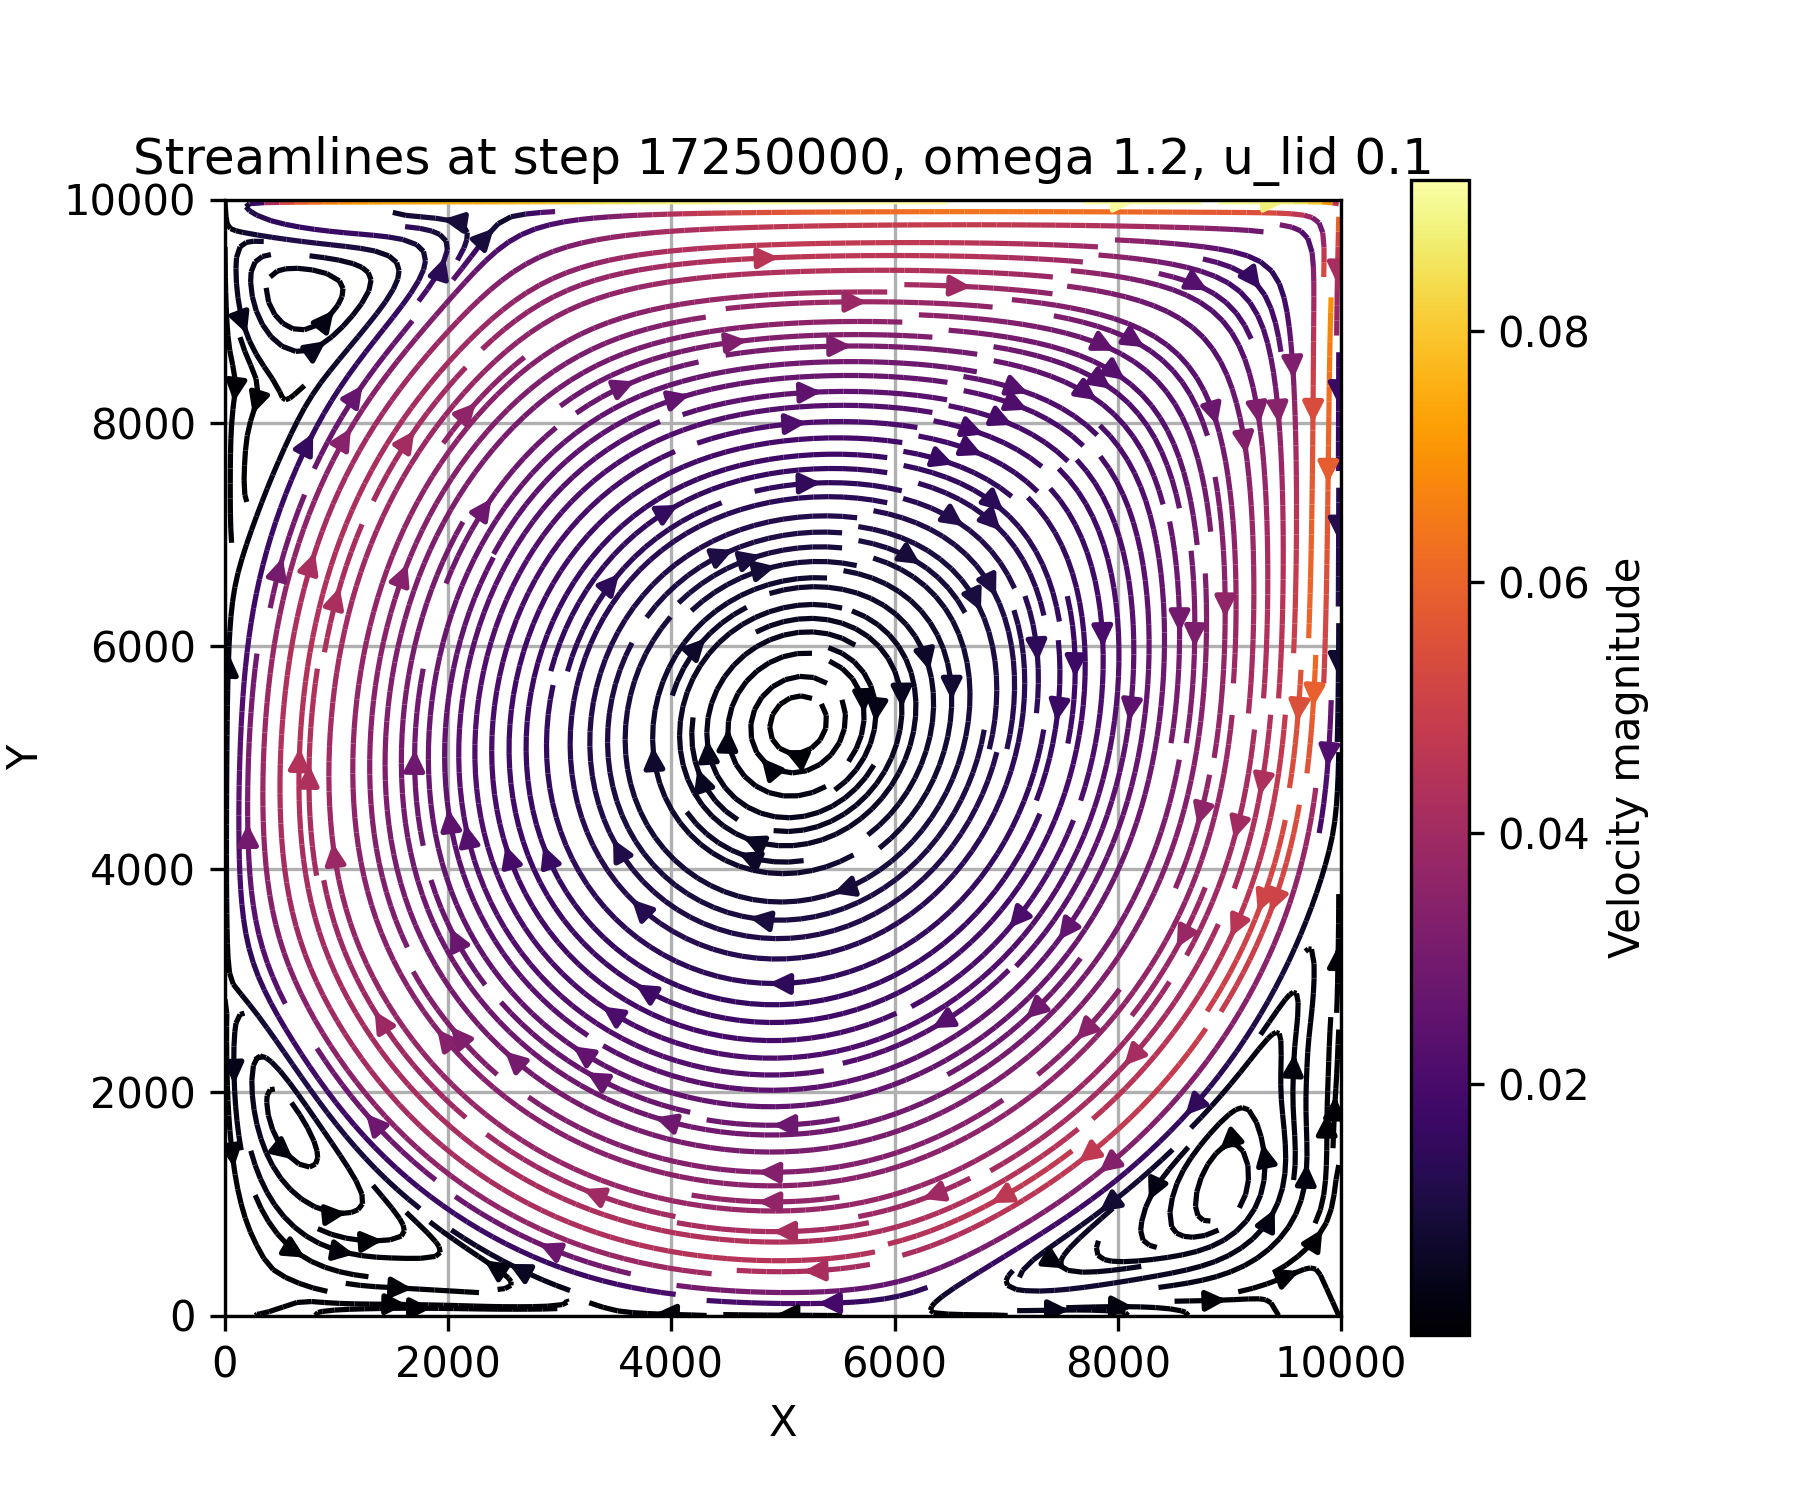 Streamlines at step 17250000, omega 1.2, u_lid 0.1
10000
8000
6000
4000
2000
0
Y
0 2000 4000 6000 8000 10000
X
0.08
0.06
0.04
0.02
Velocity magnitude